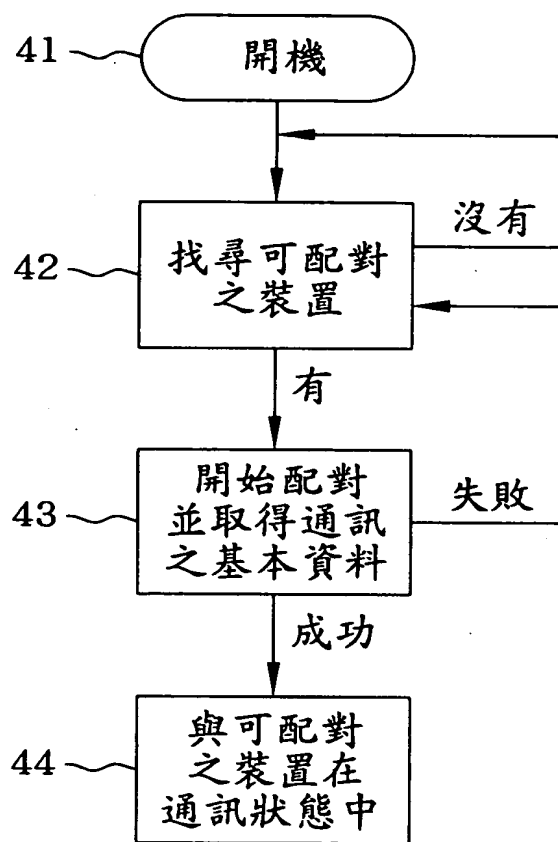 41
開機
沒有
42
找尋可配對
之裝置
有
43
開始配對
並取得通訊
之基本資料
失敗
成功
44
與可配對
之裝置在
通訊狀態中